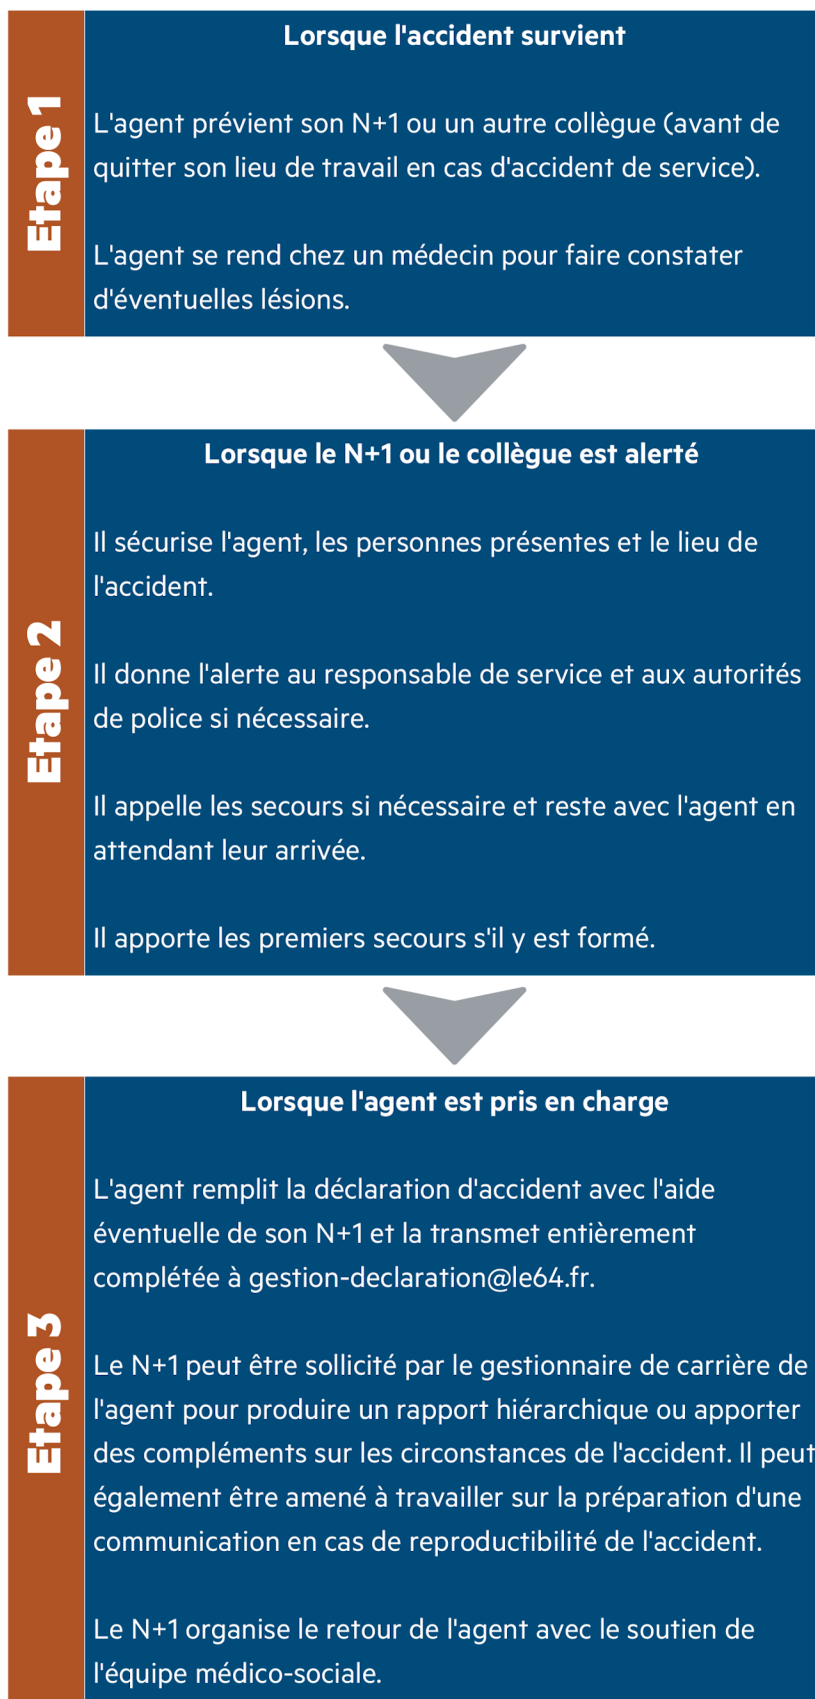 Etape 1
Lorsque l'accident survient
L'agent prévient son N+1 ou un autre collègue (avant de
quitter son lieu de travail en cas d'accident de service).
L'agent se rend chez un médecin pour faire constater
d'éventuelles lésions.
Etape 2
Lorsque le N+1 ou le collègue est alerté
Il sécurise l'agent, les personnes présentes et le lieu de
l'accident.
Il donne l'alerte au responsable de service et aux autorités
de police si nécessaire.
Il appelle les secours si nécessaire et reste avec l'agent en
attendant leur arrivée.
Il apporte les premiers secours s'il y est formé.
Etape 3
Lorsque l'agent est pris en charge
L'agent remplit la déclaration d'accident avec l'aide
éventuelle de son N+1 et la transmet entièrement
complétée à gestion-declaration@le64.fr.
Le N+1 peut être sollicité par le gestionnaire de carrière de
l'agent pour produire un rapport hiérarchique ou apporter
des compléments sur les circonstances de l'accident. Il peut
également être amené à travailler sur la préparation d'une
communication en cas de reproductibilité de l'accident.
Le N+1 organise le retour de l'agent avec le soutien de
l'équipe médico-sociale.